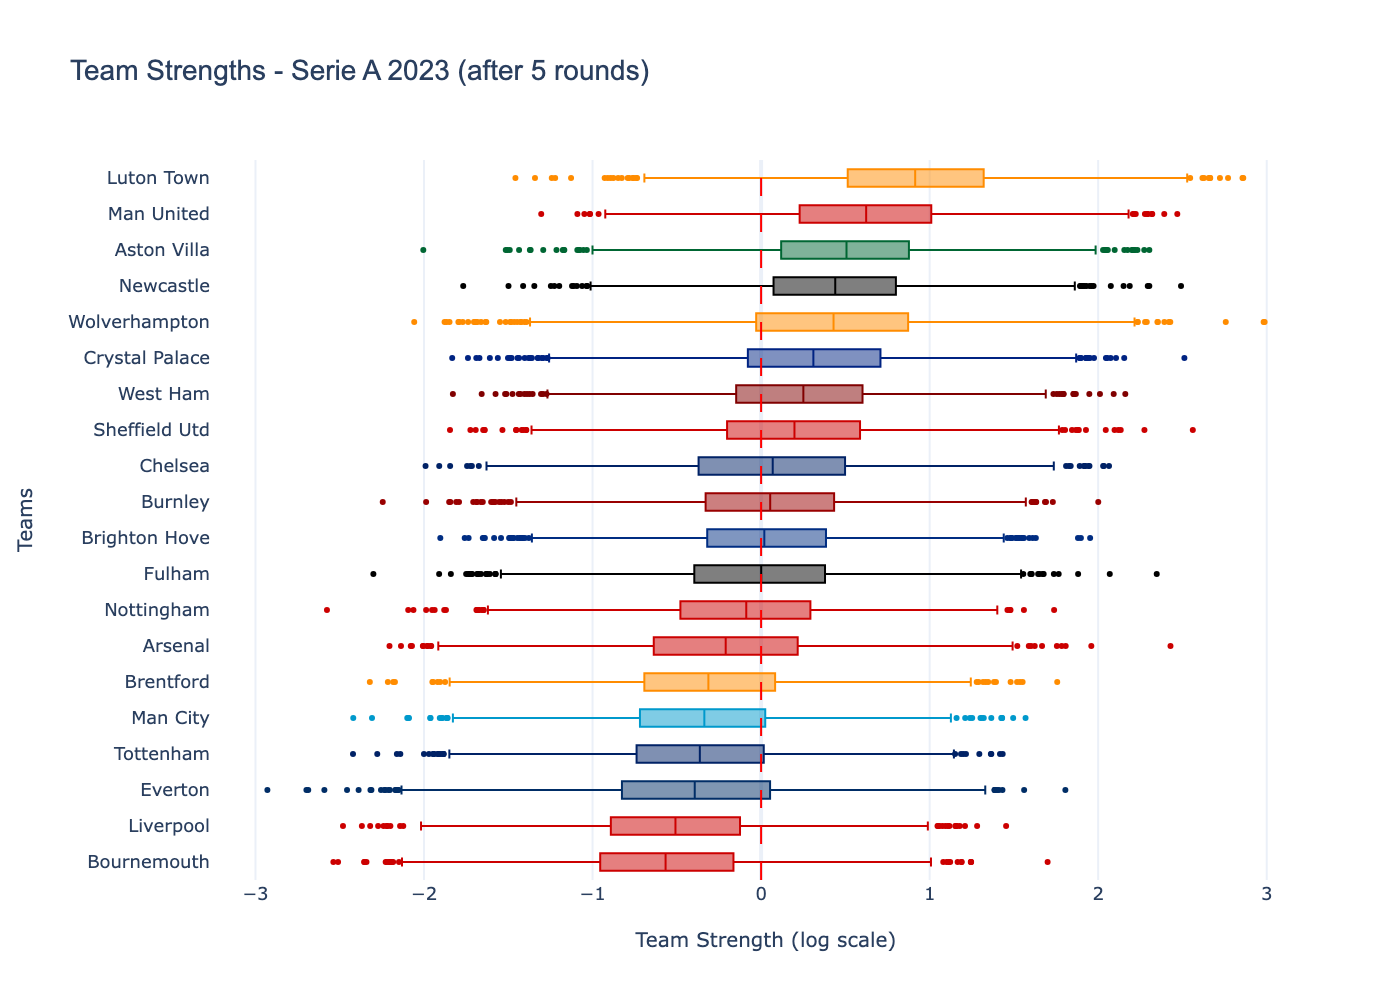 Team Strengths - Serie A 2023 (after 5 rounds)
Luton Town
Man United
Aston Villa
Newcastle
Wolverhampton
Crystal Palace
West Ham
Sheffield Utd
Chelsea
Burnley
Brighton Hove
Fulham
Nottingham
Arsenal
Brentford
Man City
Tottenham
Everton
Liverpool
Bournemouth
Teams
−3 −2 −1 0 1 2 3
Team Strength (log scale)